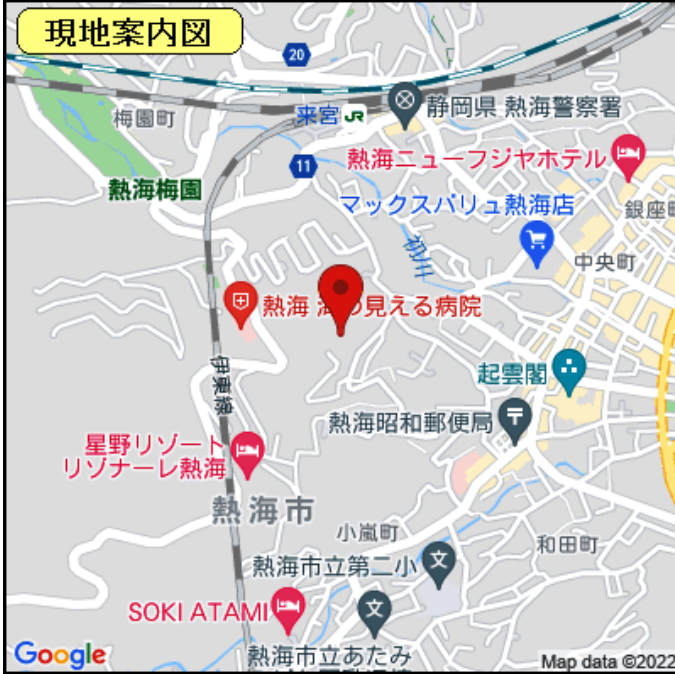 現地案内図
20
梅園町
来宮 JR
静岡県 熱海警察署
11
熱海ニューフジヤホテル
熱海梅園
マックスバリュ熱海店
銀座町
初川
中央町
熱海 海の見える病院
伊東線
起雲閣
熱海昭和郵便局
星野リゾート
リゾナーレ熱海
熱海市
小嵐町
和田町
熱海市立第二小
文
SOKI ATAMI
文
熱海市立あたみ
Google
Map data ©2022